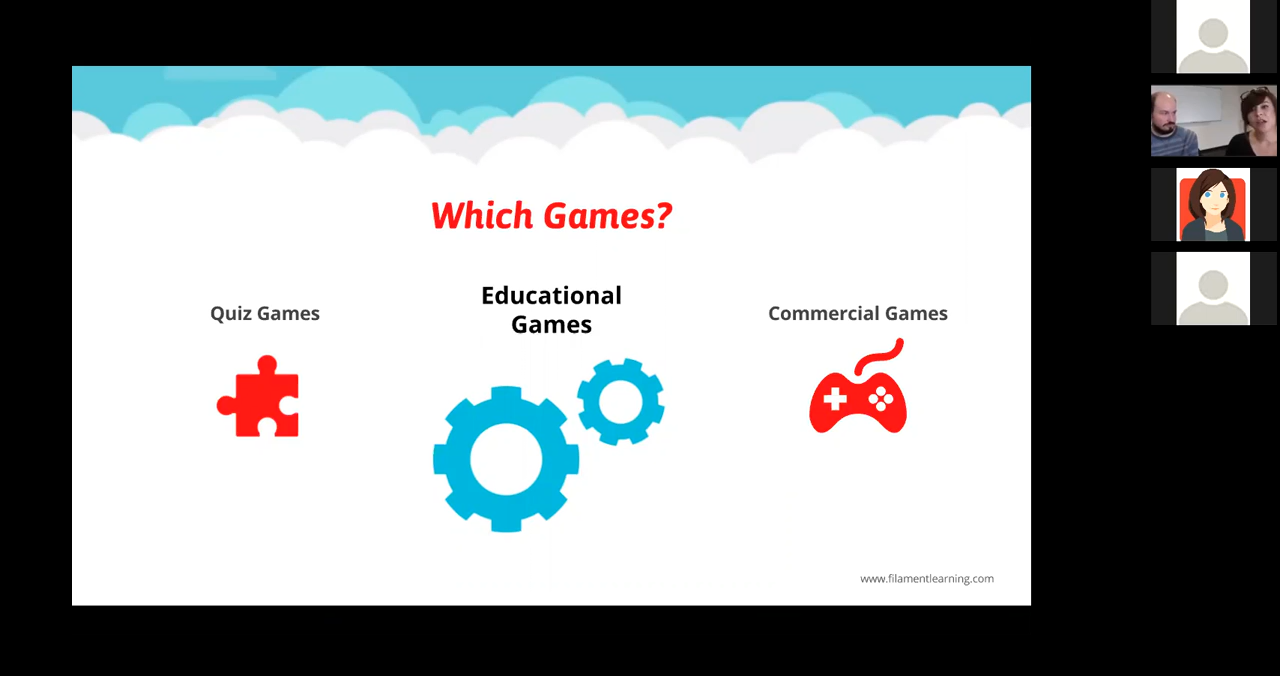 Which Games?
Quiz Games
Educational
Games
Commercial Games
www.filamentlearning.com